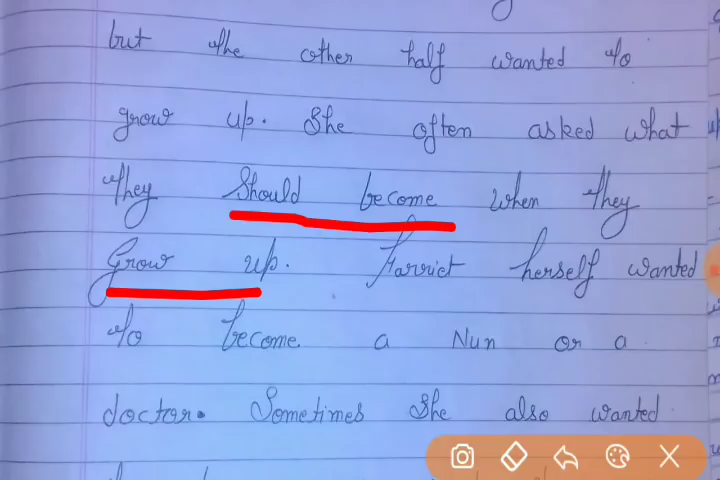 but the other half wanted to
grow up. She often asked what
they Should become when they
Grow up. Harriet herself wanted
to become a Nun or a
doctor. Sometimes She also wanted